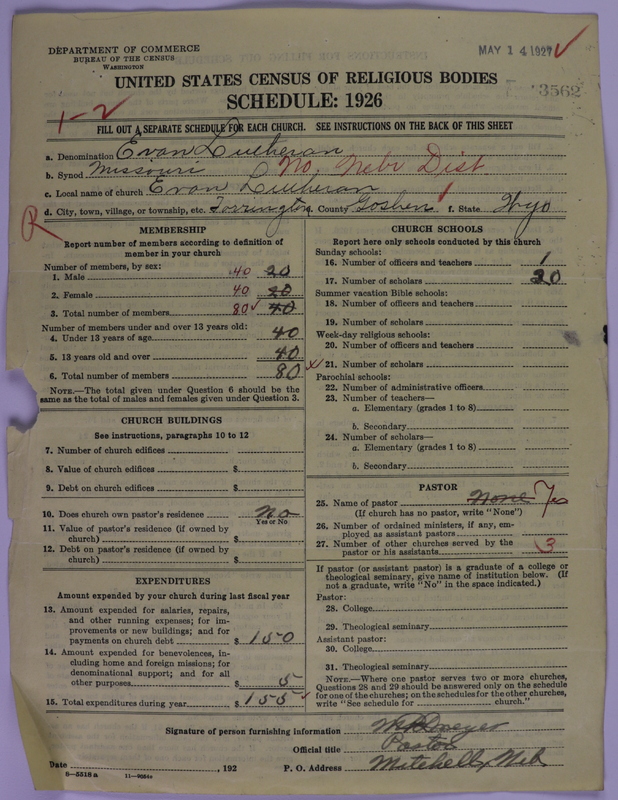 DEPARTMENT OF COMMERCE
BUREAU OF THE CENSUS
WASHINGTON
MAY 14 1927
UNITED STATES CENSUS OF RELIGIOUS BODIES
3562
SCHEDULE: 1926
1-2
FILL OUT A SEPARATE SCHEDULE FOR EACH CHURCH. SEE INSTRUCTIONS ON THE BACK OF THIS SHEET
a. Denomination Evan Lutheran
b. Synod Missouri No. Nebr Dist
c. Local name of church Evan Lutheran
d. City, town, village, or township, etc. Torrington e. County Goshen f. State Wyo
R
MEMBERSHIP
Report number of members according to definition of
member in your church
Number of members, by sex:
1. Male 40 20
2. Female 40 20
3. Total number of members 80 40
Number of members under and over 13 years old:
4. Under 13 years of age 40
5. 13 years old and over 40
6. Total number of members 80
NOTE.—The total given under Question 6 should be
same as the total of males and females given under Question 3.
CHURCH BUILDINGS
See instructions, paragraphs 10 to 12
7. Number of church edifices
8. Value of church edifices $
9. Debt on church edifices $
10. Does church own pastor's residence? No
Yes or No
11. Value of pastor's residence (if owned by
church) $
12. Debt on pastor's residence (if owned by
church) $
EXPENDITURES
Amount expended by your church during last fiscal year
13. Amount expended for salaries, repairs,
and other running expenses; for im-
provements or new buildings; and for
payments on church debt $ 150
14. Amount expended for benevolences, in-
cluding home and foreign missions; for
denominational support; and for all
other purposes $ 5
15. Total expenditures during year $ 155
CHURCH SCHOOLS
Report here only schools conducted by this church
Sunday schools:
16. Number of officers and teachers 1
17. Number of scholars 20
Summer vacation Bible schools:
18. Number of officers and teachers
19. Number of scholars
Week-day religious schools:
20. Number of officers and teachers
21. Number of scholars
Parochial schools:
22. Number of administrative officers
23. Number of teachers—
a. Elementary (grades 1 to 8)
b. Secondary
24. Number of scholars—
a. Elementary (grades 1 to 8)
b. Secondary
PASTOR
25. Name of pastor None Yes
(If church has no pastor, write "None")
26. Number of ordained ministers, if any, em-
ployed as assistant pastors
27. Number of other churches served by the
pastor or his assistants 3
If pastor (or assistant pastor) is a graduate of a college or
theological seminary, give name of institution below. (If
not a graduate, write "No" in the space indicated.)
Pastor:
28. College
29. Theological seminary
Assistant pastor:
30. College
31. Theological seminary
NOTE.—Where one pastor serves two or more churches,
Questions 28 and 29 should be answered only on the schedule
for one of the churches; on the schedules for the other churches,
write "See schedule for church."
Signature of person furnishing information
Official title Pastor
Date , 192 P. O. Address Mitchell, Neb.
8-5518 a 11-9054a